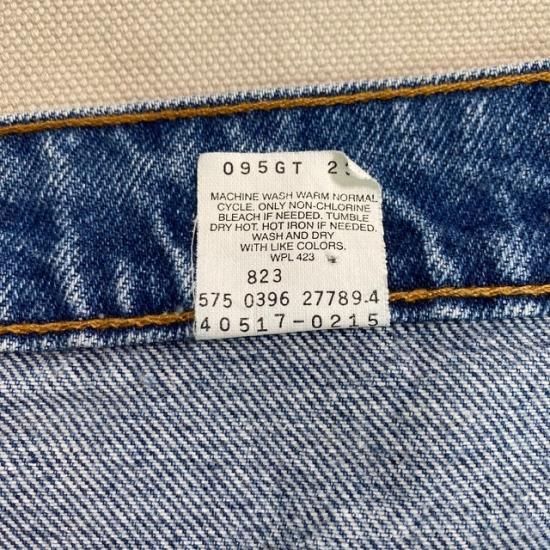 095GT 2
MACHINE WASH WARM NORMAL
CYCLE. ONLY NON-CHLORINE
BLEACH IF NEEDED. TUMBLE
DRY HOT. HOT IRON IF NEEDED.
WASH AND DRY
WITH LIKE COLORS.
WPL 423
823
575 0396 27789.4
40517-0215